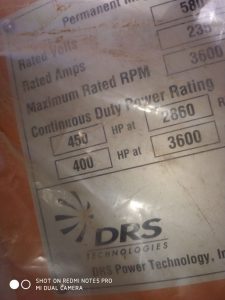 Permanent M
580
Rated Volts
235
Rated Amps
3600
Maximum Rated RPM
Continuous Duty Power Rating
450 HP at 2860 R
400 HP at 3600
DRS
TECHNOLOGIES
DRS Power Technology, In
SHOT ON REDMI NOTE5 PRO
MI DUAL CAMERA